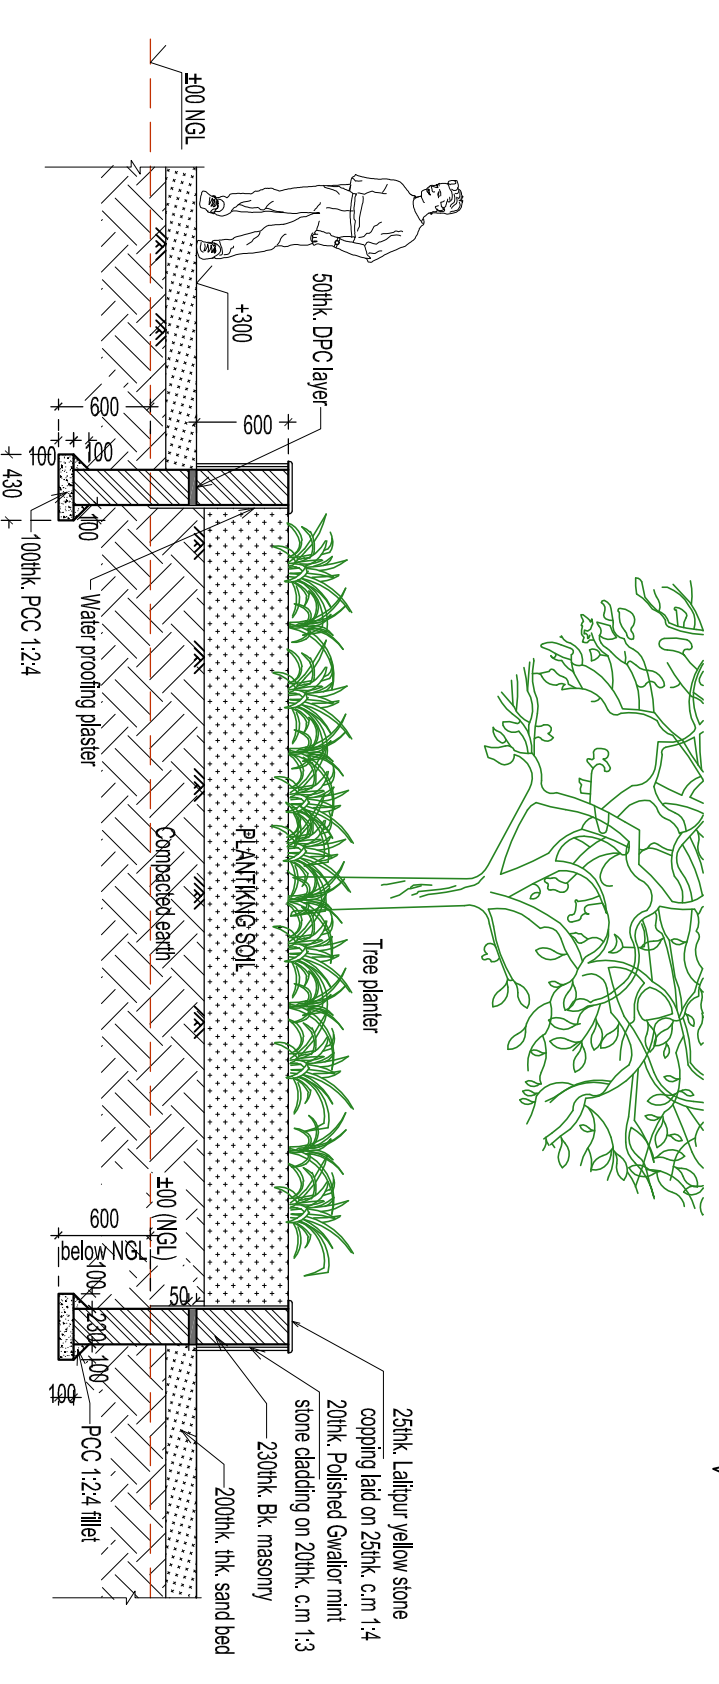 ±00 NGL
+300
50thk. DPC layer
600
600
100
100
430
100
100thk. PCC 1:2:4
Water proofing plaster
PLANTIKNG SOIL
Compacted earth
Tree planter
±00 (NGL)
600
below NGL
50
100
230
100
100
PCC 1:2:4 fillet
25thk. Lalitpur yellow stone
copping laid on 25thk. c.m 1:4
20thk. Polished Gwalior mint
stone cladding on 20thk. c.m 1:3
230thk. Bk. masonry
200thk. thk. sand bed